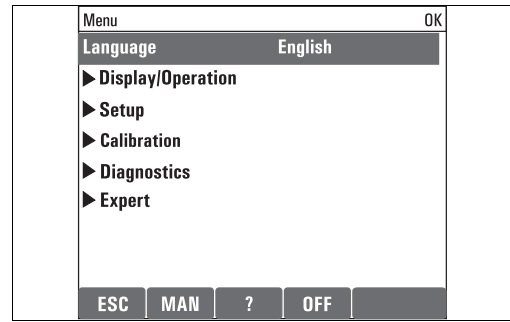 Menu OK
Language English
▶ Display/Operation
▶ Setup
▶ Calibration
▶ Diagnostics
▶ Expert
ESC MAN ? OFF